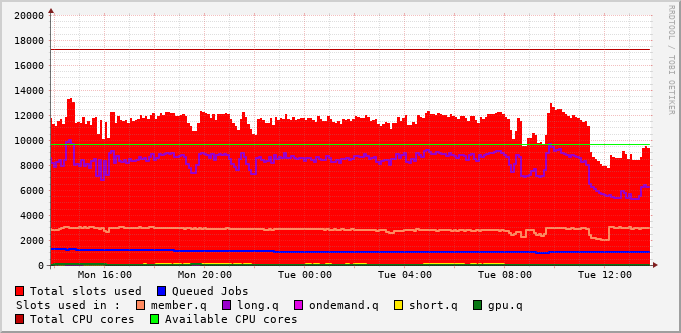 20000
18000
16000
14000
12000
10000
8000
6000
4000
2000
0
Mon 16:00 Mon 20:00 Tue 00:00 Tue 04:00 Tue 08:00 Tue 12:00
RRDTOOL / TOBI OETIKER
Total slots used Queued Jobs
Slots used in : member.q long.q ondemand.q short.q gpu.q
Total CPU cores Available CPU cores